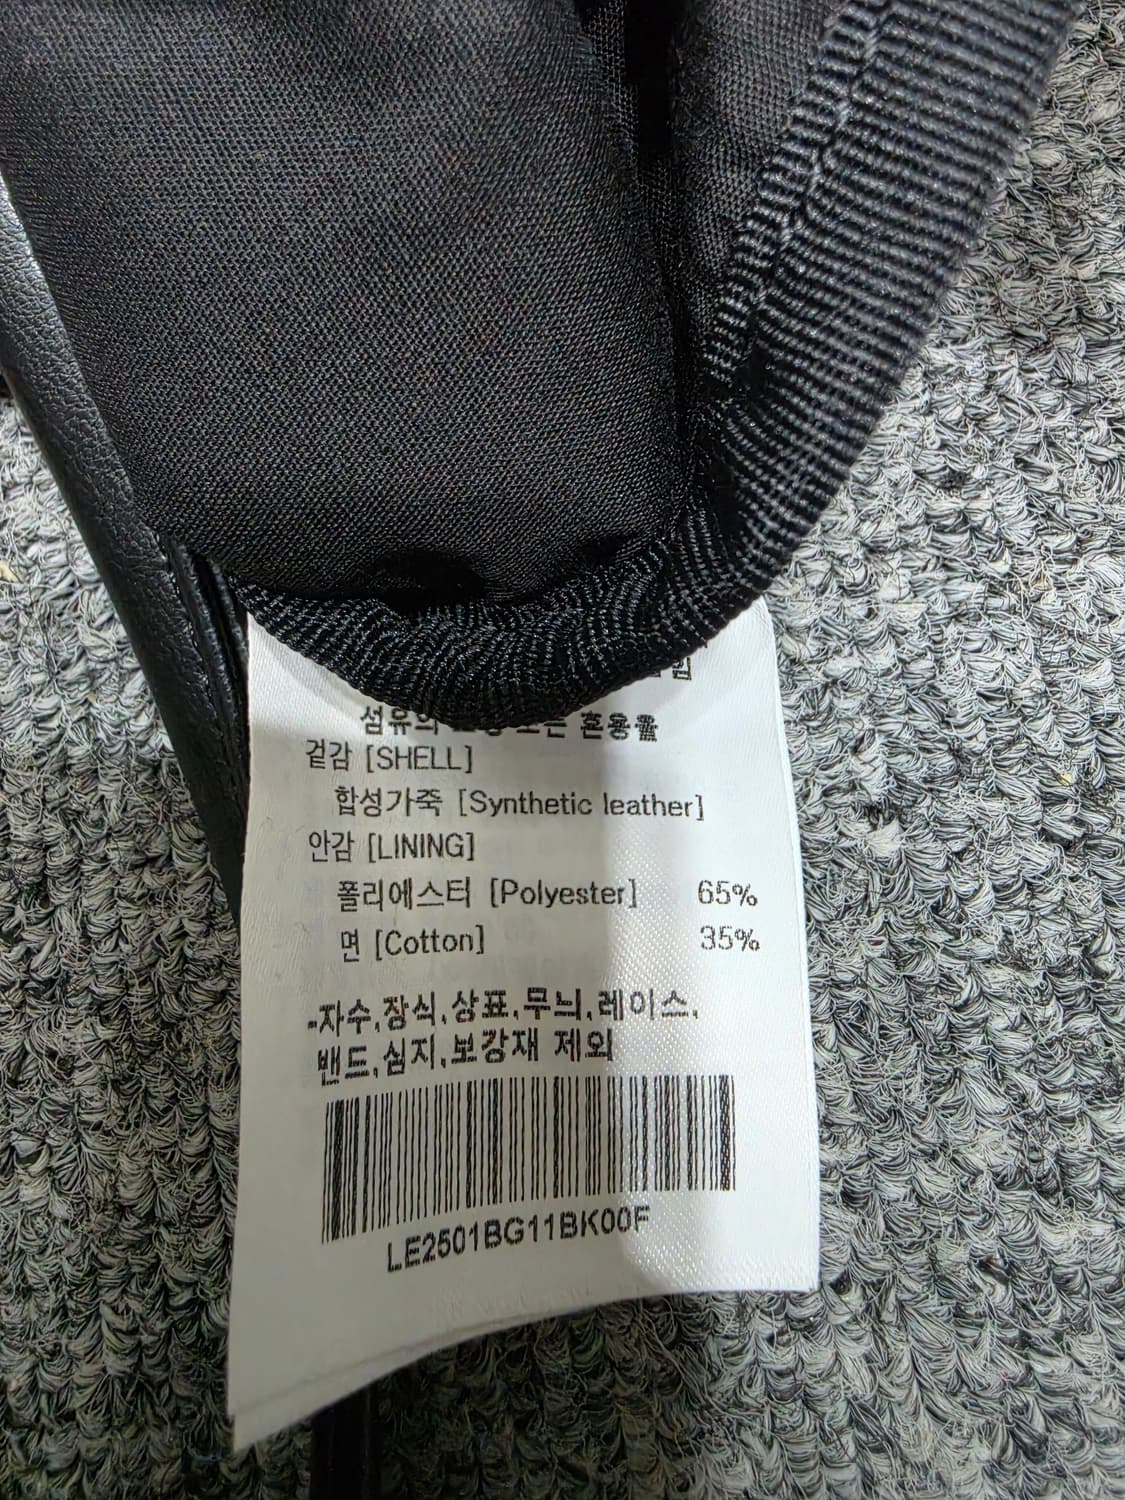 섬유의 또는 혼용률
겉감 [SHELL]
합성가죽 [Synthetic leather]
안감 [LINING]
폴리에스터 [Polyester] 65%
면 [Cotton] 35%
-자수,장식,상표,무늬,레이스,
밴드,심지,보강재 제외
LE2501BG11BK00F